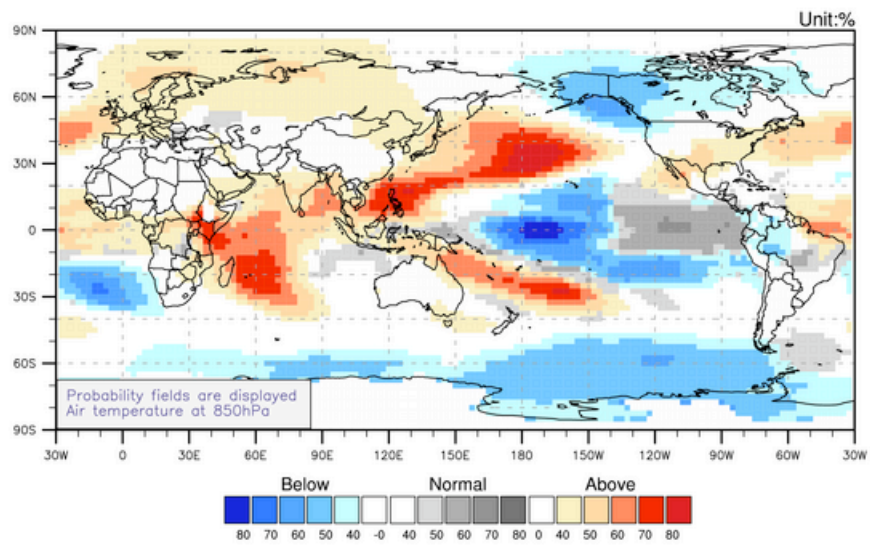 Unit:%
90N
60N
30N
0
30S
60S
90S
Probability fields are displayed
Air temperature at 850hPa
30W 0 30E 60E 90E 120E 150E 180 150W 120W 90W 60W 30W
Below Normal Above
80 70 60 50 40 -0 40 50 60 70 80 0 40 50 60 70 80